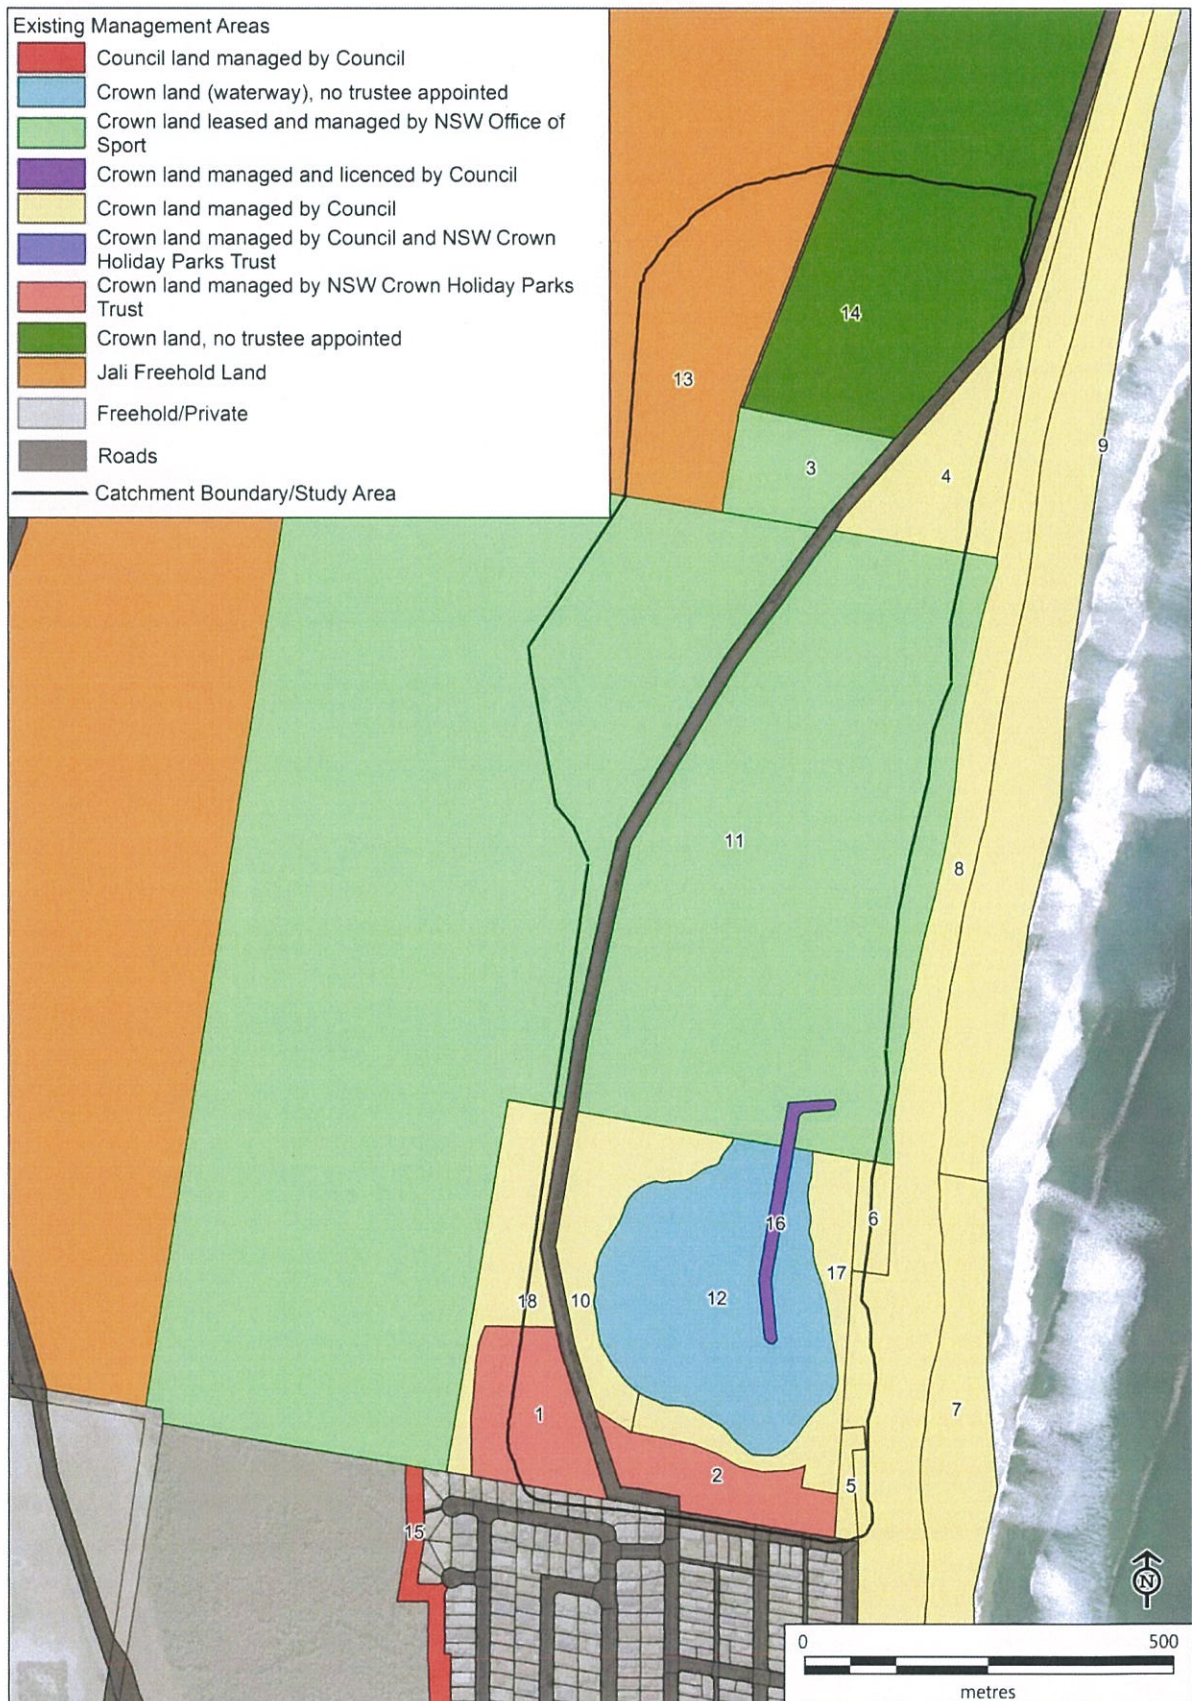 Existing Management Areas
Council land managed by Council
Crown land (waterway), no trustee appointed
Crown land leased and managed by NSW Office of
Sport
Crown land managed and licenced by Council
Crown land managed by Council
Crown land managed by Council and NSW Crown
Holiday Parks Trust
Crown land managed by NSW Crown Holiday Parks
Trust
Crown land, no trustee appointed
Jali Freehold Land
Freehold/Private
Roads
Catchment Boundary/Study Area
14
13
9
3
4
11
8
16
6
17
18
10
12
1
7
2
5
15
N
0
500
metres